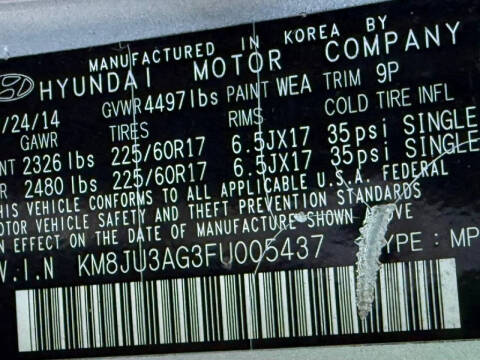 MANUFACTURED IN KOREA BY
HYUNDAI MOTOR COMPANY
/24/14 GVWR 4497lbs PAINT WEA TRIM 9P
GAWR TIRES RIMS COLD TIRE INFL
NT 2326 lbs 225/60R17 6.5JX17 35psi SINGLE
R 2480 lbs 225/60R17 6.5JX17 35psi SINGLE
HIS VEHICLE CONFORMS TO ALL APPLICABLE U.S.A. FEDERAL
OTOR VEHICLE SAFETY AND THEFT PREVENTION STANDARDS
N EFFECT ON THE DATE OF MANUFACTURE SHOWN OVE
V.I.N KM8JU3AG3FU005437 TYPE : MP